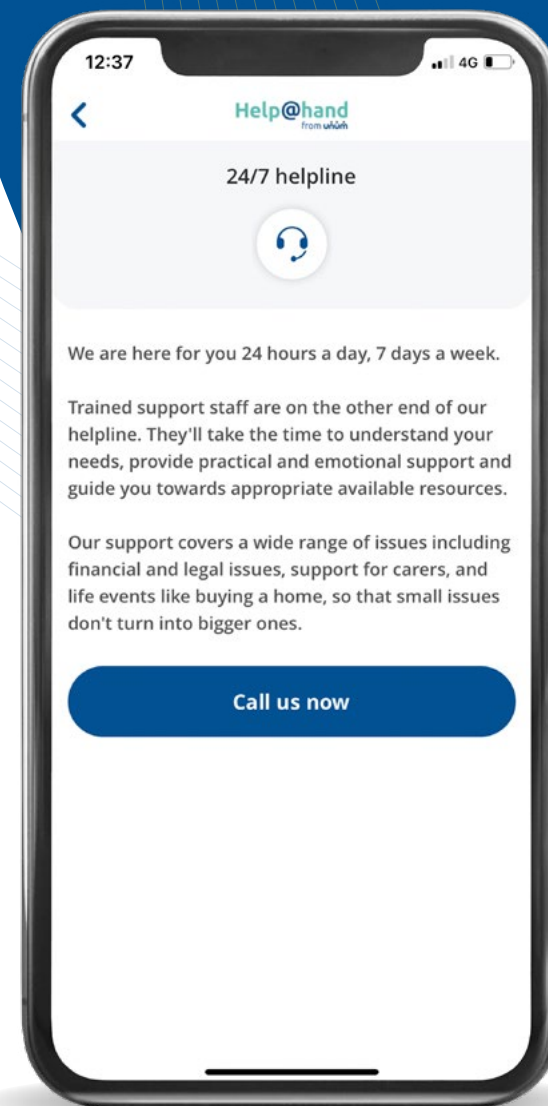 12:37
4G
Help@hand
from unum
24/7 helpline
We are here for you 24 hours a day, 7 days a week.
Trained support staff are on the other end of our
helpline. They'll take the time to understand your
needs, provide practical and emotional support and
guide you towards appropriate available resources.
Our support covers a wide range of issues including
financial and legal issues, support for carers, and
life events like buying a home, so that small issues
don't turn into bigger ones.
Call us now